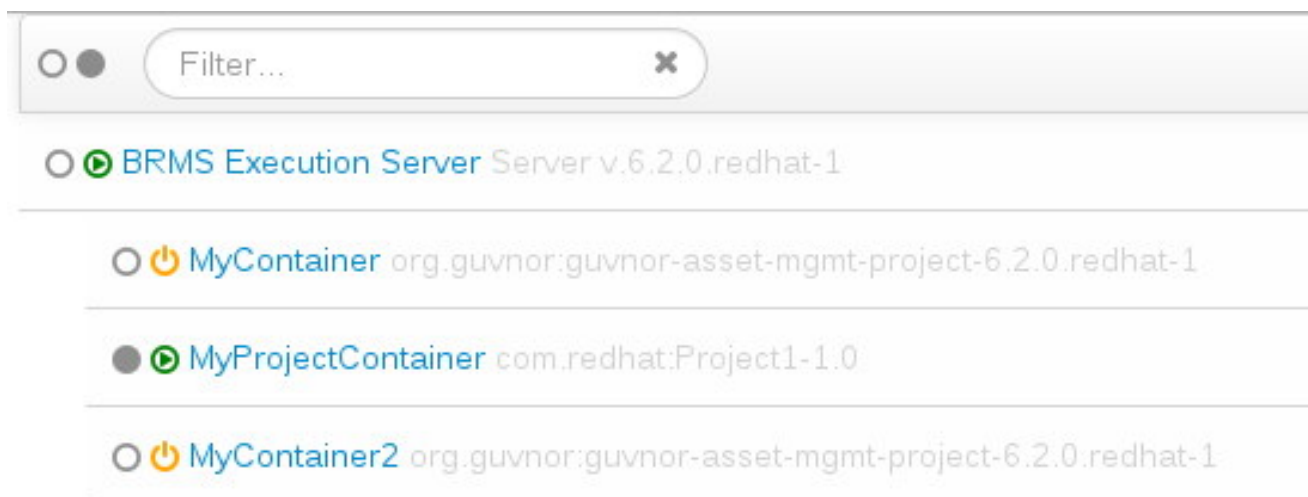 Filter...
BRMS Execution Server Server v.6.2.0.redhat-1
MyContainer org.guvnor:guvnor-asset-mgmt-project-6.2.0.redhat-1
MyProjectContainer com.redhat:Project1-1.0
MyContainer2 org.guvnor:guvnor-asset-mgmt-project-6.2.0.redhat-1